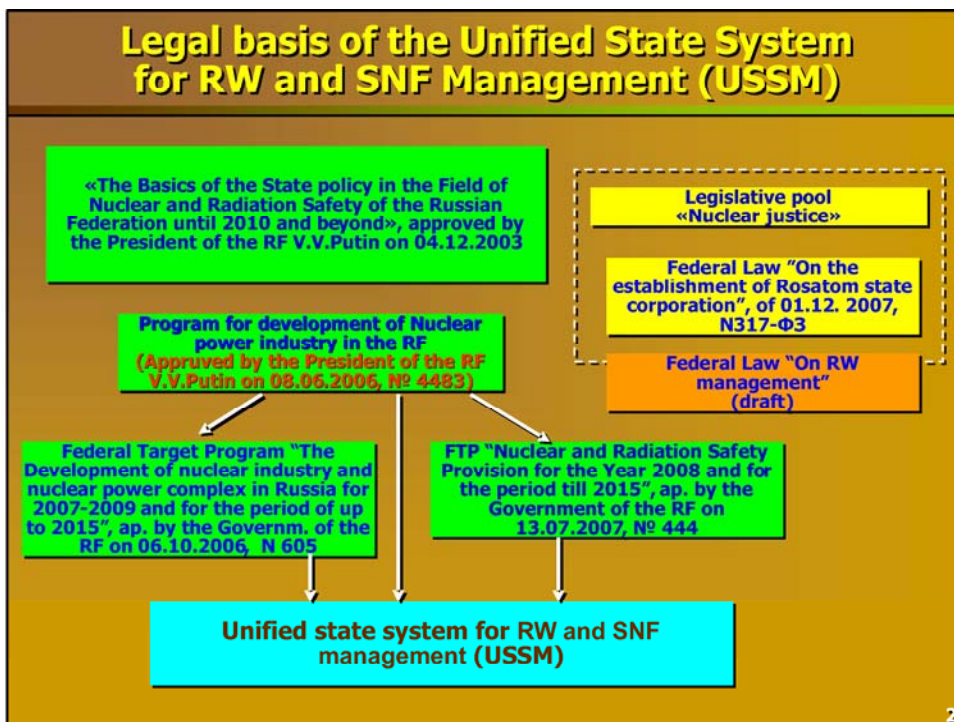 Legal basis of the Unified State System
for RW and SNF Management (USSM)
«The Basics of the State policy in the Field of
Nuclear and Radiation Safety of the Russian
Federation until 2010 and beyond», approved by
the President of the RF V.V.Putin on 04.12.2003
Legislative pool
«Nuclear justice»
Federal Law "On the
establishment of Rosatom state
corporation", of 01.12. 2007,
N317-Ф3
Federal Law "On RW
management"
(draft)
Program for development of Nuclear
power industry in the RF
(Appruved by the President of the RF
V.V.Putin on 08.06.2006, № 4483)
Federal Target Program "The
Development of nuclear industry and
nuclear power complex in Russia for
2007-2009 and for the period of up
to 2015", ap. by the Governm. of the
RF on 06.10.2006, N 605
FTP "Nuclear and Radiation Safety
Provision for the Year 2008 and for
the period till 2015", ap. by the
Government of the RF on
13.07.2007, № 444
Unified state system for RW and SNF
management (USSM)
2